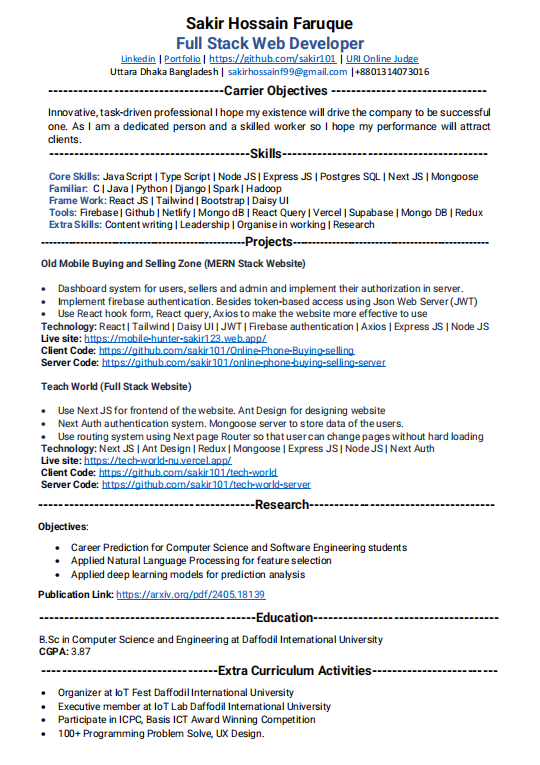 Sakir Hossain Faruque
Full Stack Web Developer
Linkedin | Portfolio | https://github.com/sakir101 | URI Online Judge
Uttara Dhaka Bangladesh | sakirhossainf99@gmail.com |+8801314073016
-----------------------------------Carrier Objectives -------------------------------
Innovative, task-driven professional I hope my existence will drive the company to be successful
one. As I am a dedicated person and a skilled worker so I hope my performance will attract
clients.
----------------------------------------Skills-----------------------------------------
Core Skills: Java Script | Type Script | Node JS | Express JS | Postgres SQL | Next JS | Mongoose
Familiar: C | Java | Python | Django | Spark | Hadoop
Frame Work: React JS | Tailwind | Bootstrap | Daisy UI
Tools: Firebase | Github | Netlify | Mongo dB | React Query | Vercel | Supabase | Mongo DB | Redux
Extra Skills: Content writing | Leadership | Organise in working | Research
-----------------------------------------Projects---------------------------------------
Old Mobile Buying and Selling Zone (MERN Stack Website)
• Dashboard system for users, sellers and admin and implement their authorization in server.
• Implement firebase authentication. Besides token-based access using Json Web Server (JWT)
• Use React hook form, React query, Axios to make the website more effective to use
Technology: React | Tailwind | Daisy UI | JWT | Firebase authentication | Axios | Express JS | Node JS
Live site: https://mobile-hunter-sakir123.web.app/
Client Code: https://github.com/sakir101/Online-Phone-Buying-selling
Server Code: https://github.com/sakir101/online-phone-buying-selling-server
Teach World (Full Stack Website)
• Use Next JS for frontend of the website. Ant Design for designing website
• Next Auth authentication system. Mongoose server to store data of the users.
• Use routing system using Next page Router so that user can change pages without hard loading
Technology: Next JS | Ant Design | Redux | Mongoose | Express JS | Node JS | Next Auth
Live site: https://tech-world-nu.vercel.app/
Client Code: https://github.com/sakir101/tech-world
Server Code: https://github.com/sakir101/tech-world-server
-------------------------------------------Research-------------------------------------
Objectives:
• Career Prediction for Computer Science and Software Engineering students
• Applied Natural Language Processing for feature selection
• Applied deep learning models for prediction analysis
Publication Link: https://arxiv.org/pdf/2405.18139
-------------------------------------------Education------------------------------------
B.Sc in Computer Science and Engineering at Daffodil International University
CGPA: 3.87
-----------------------------------Extra Curriculum Activities-------------------------
• Organizer at IoT Fest Daffodil International University
• Executive member at IoT Lab Daffodil International University
• Participate in ICPC, Basis ICT Award Winning Competition
• 100+ Programming Problem Solve, UX Design.